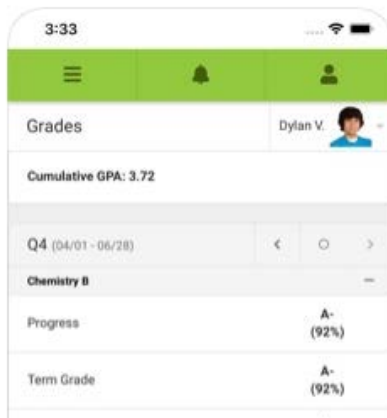 3:33
Grades
Dylan V.
Cumulative GPA: 3.72
Q4 (04/01 - 06/28)
Chemistry B
Progress
A-
(92%)
Term Grade
A-
(92%)